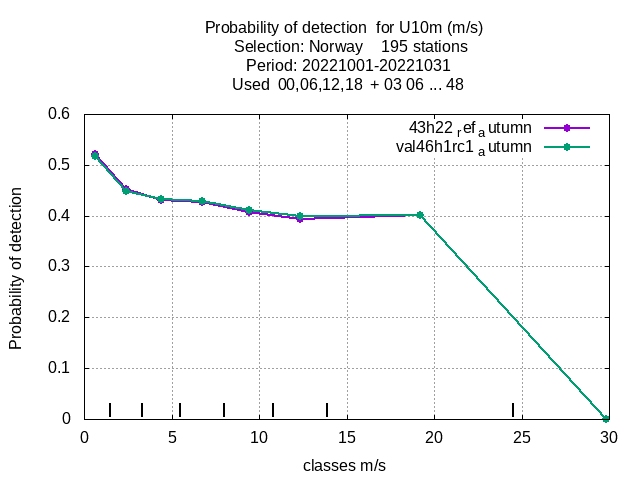 Probability of detection  for U10m (m/s)
Selection: Norway    195 stations
Period: 20221001-20221031
Used  00,06,12,18  + 03 06 ... 48
43h22 ref autumn
val46h1rc1 autumn
0.6
0.5
0.4
0.3
0.2
0.1
0
Probability of detection
0 5 10 15 20 25 30
classes m/s